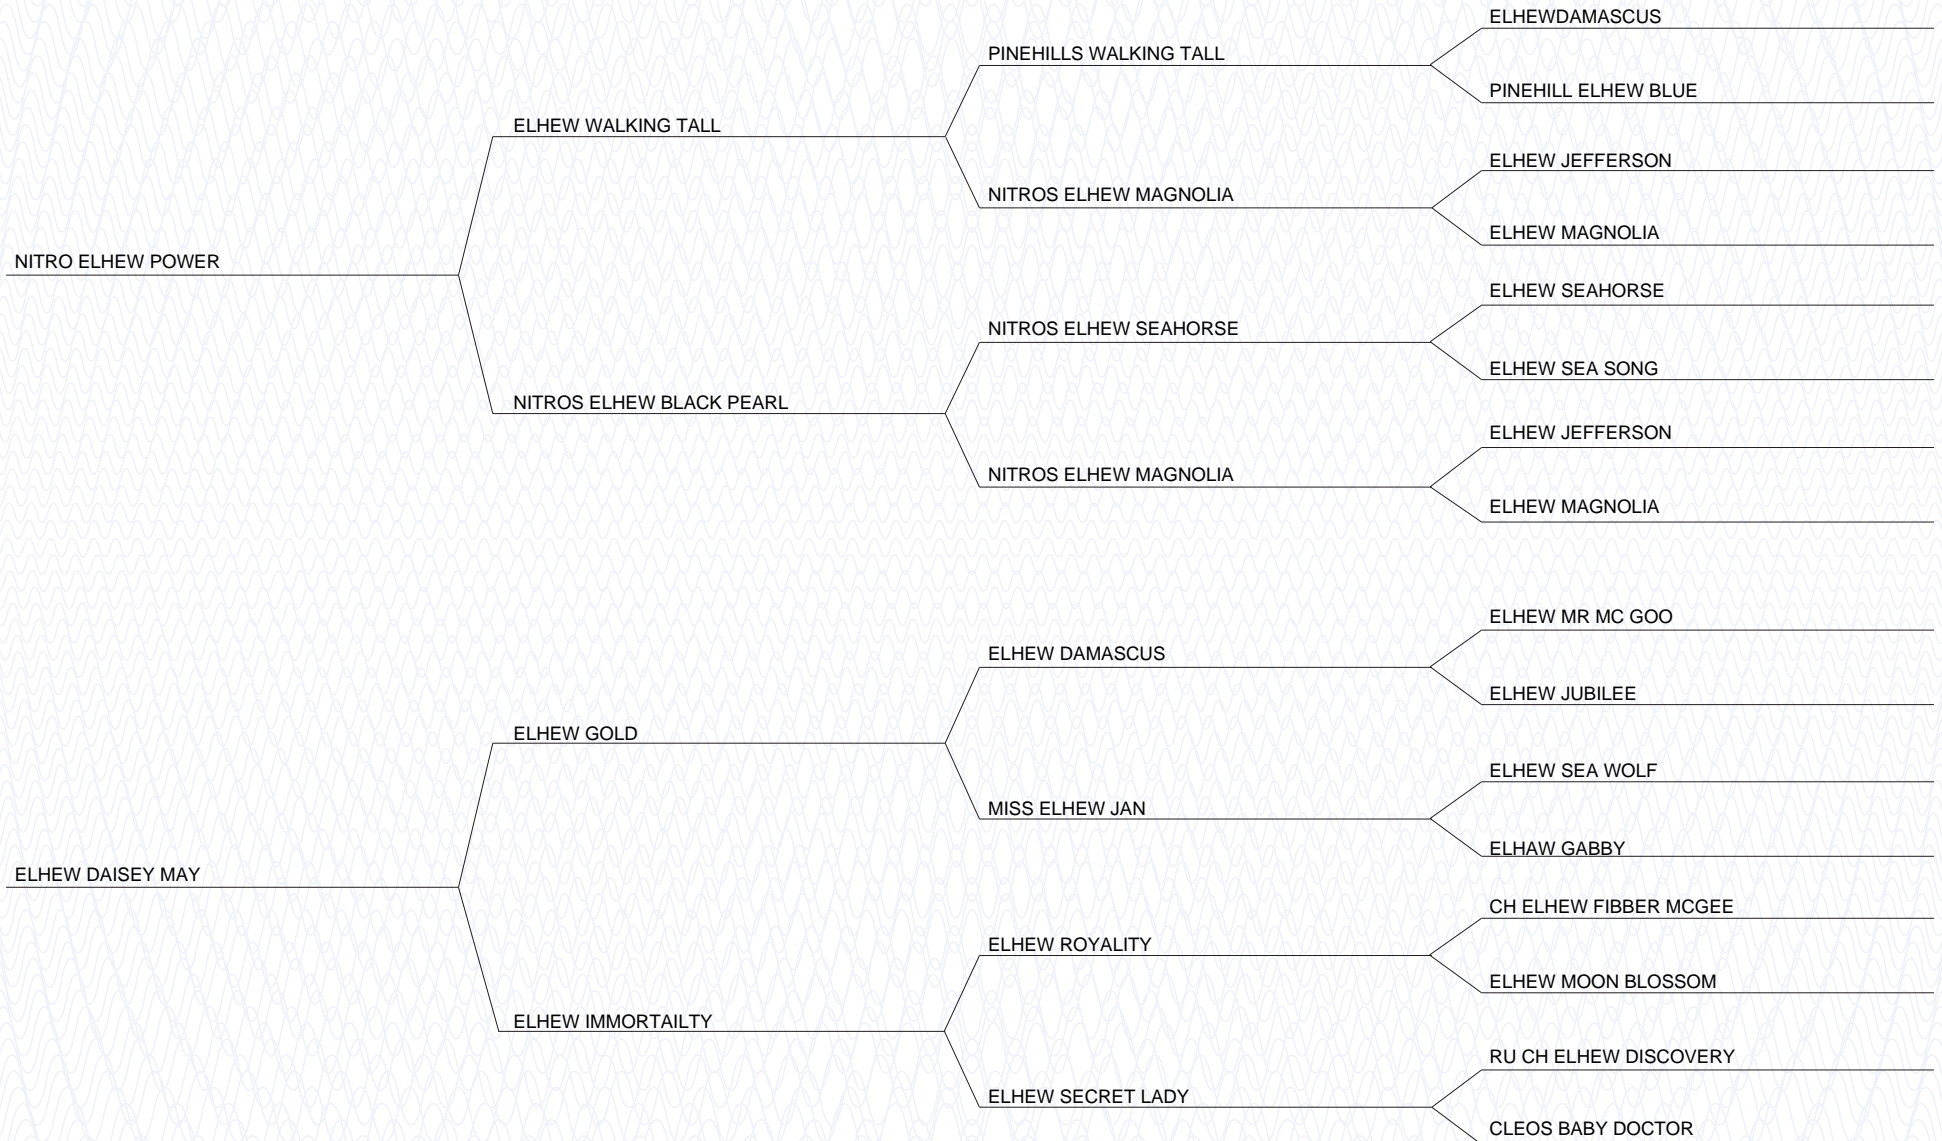 ELHEWDAMASCUS
PINEHILLS WALKING TALL
PINEHILL ELHEW BLUE
ELHEW WALKING TALL
ELHEW JEFFERSON
NITROS ELHEW MAGNOLIA
ELHEW MAGNOLIA
NITRO ELHEW POWER
ELHEW SEAHORSE
NITROS ELHEW SEAHORSE
ELHEW SEA SONG
NITROS ELHEW BLACK PEARL
ELHEW JEFFERSON
NITROS ELHEW MAGNOLIA
ELHEW MAGNOLIA
ELHEW MR MC GOO
ELHEW DAMASCUS
ELHEW JUBILEE
ELHEW GOLD
ELHEW SEA WOLF
MISS ELHEW JAN
ELHAW GABBY
ELHEW DAISEY MAY
CH ELHEW FIBBER MCGEE
ELHEW ROYALITY
ELHEW MOON BLOSSOM
ELHEW IMMORTAILTY
RU CH ELHEW DISCOVERY
ELHEW SECRET LADY
CLEOS BABY DOCTOR